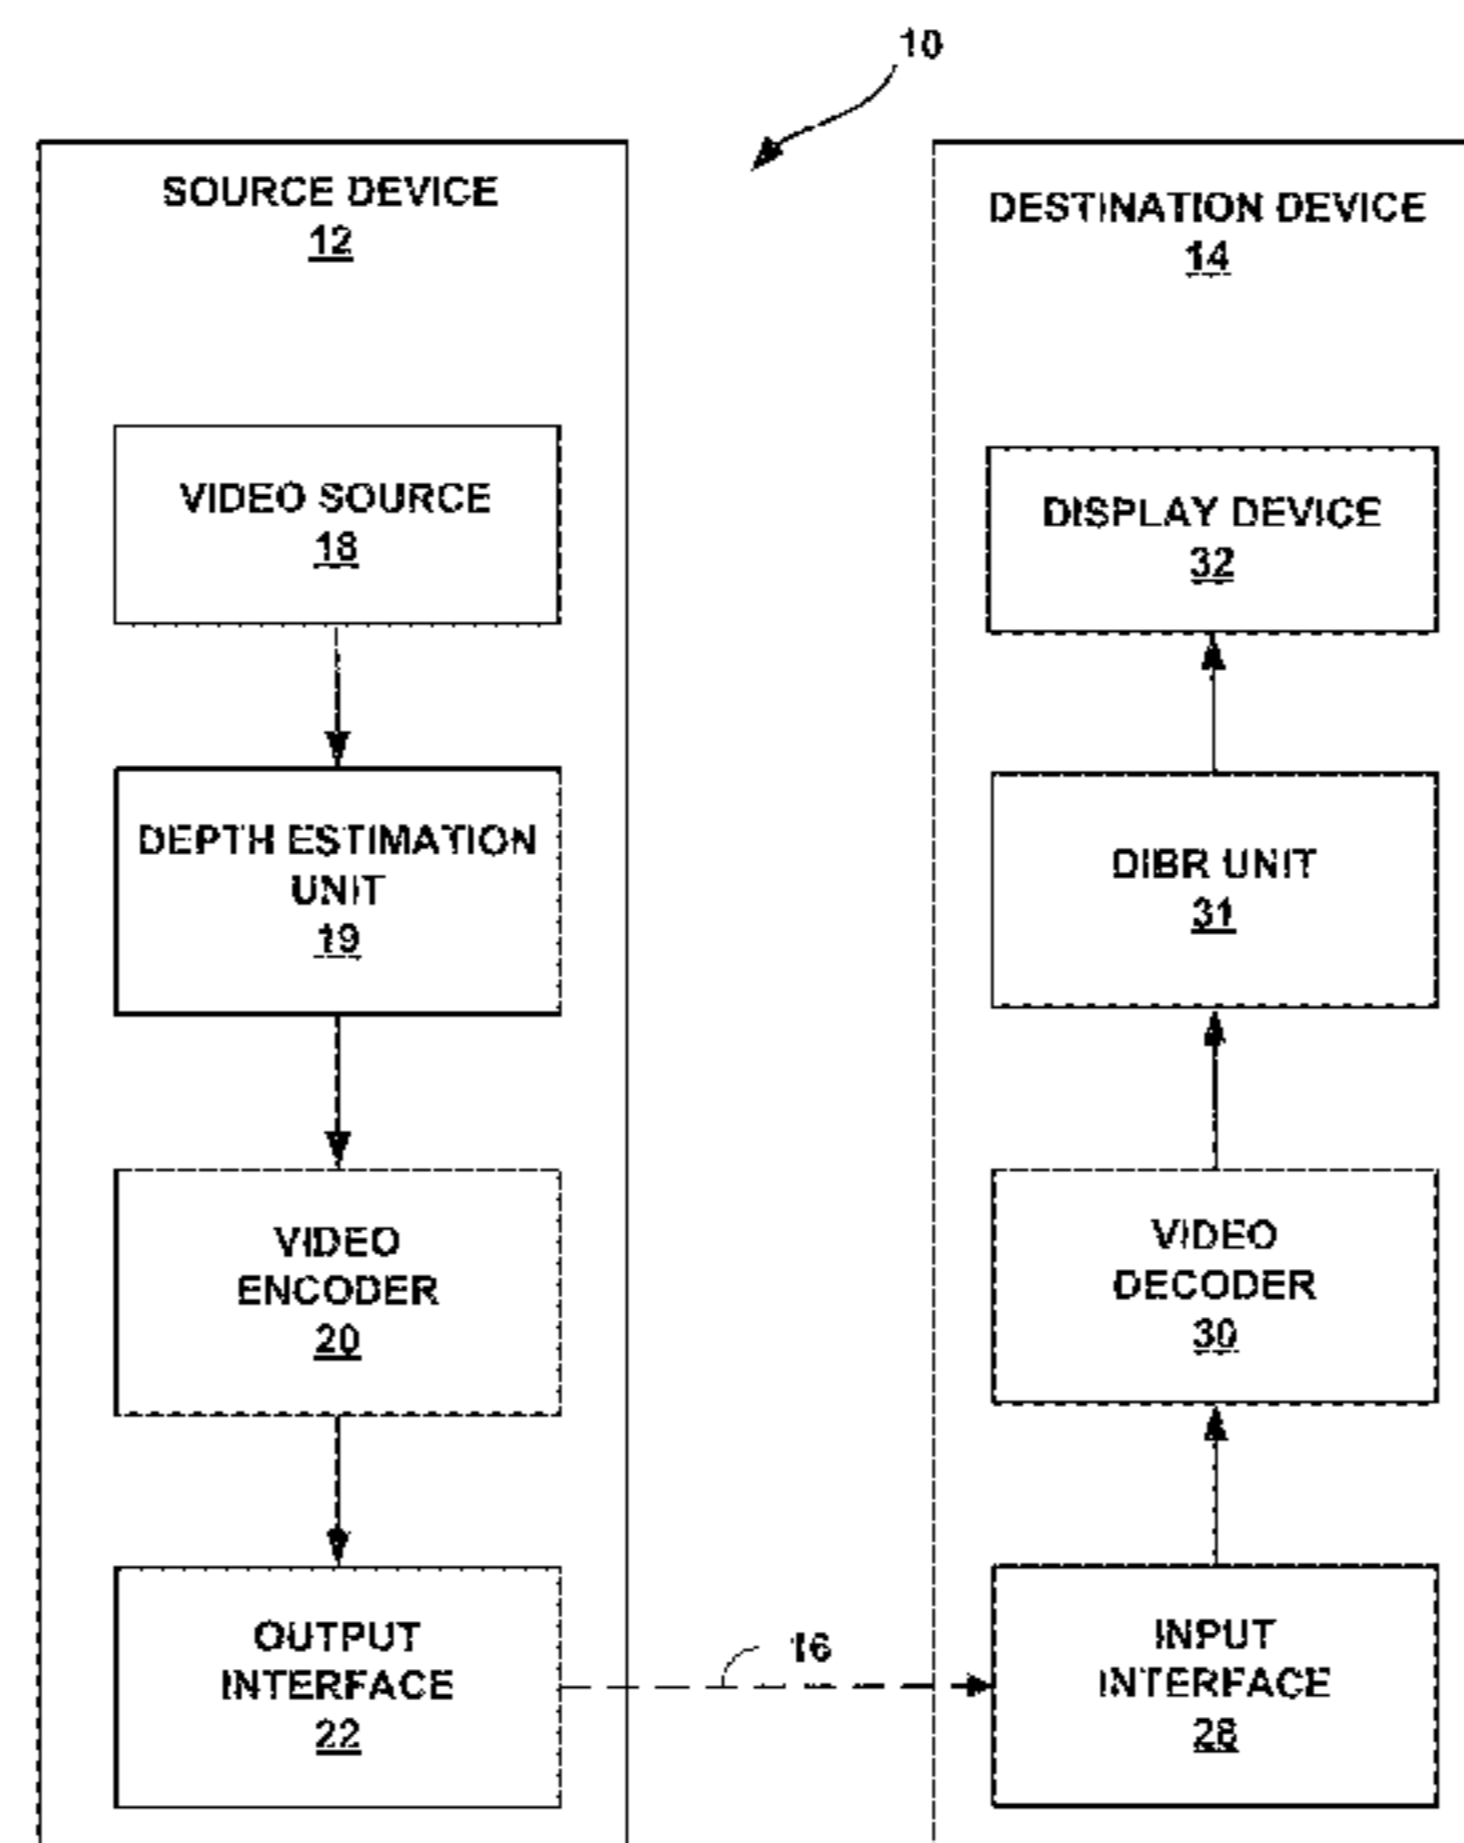 10
SOURCE DEVICE
12
VIDEO SOURCE
18
DEPTH ESTIMATION
UNIT
19
VIDEO
ENCODER
20
OUTPUT
INTERFACE
22
16
DESTINATION DEVICE
14
DISPLAY DEVICE
32
DIBR UNIT
31
VIDEO
DECODER
30
INPUT
INTERFACE
28